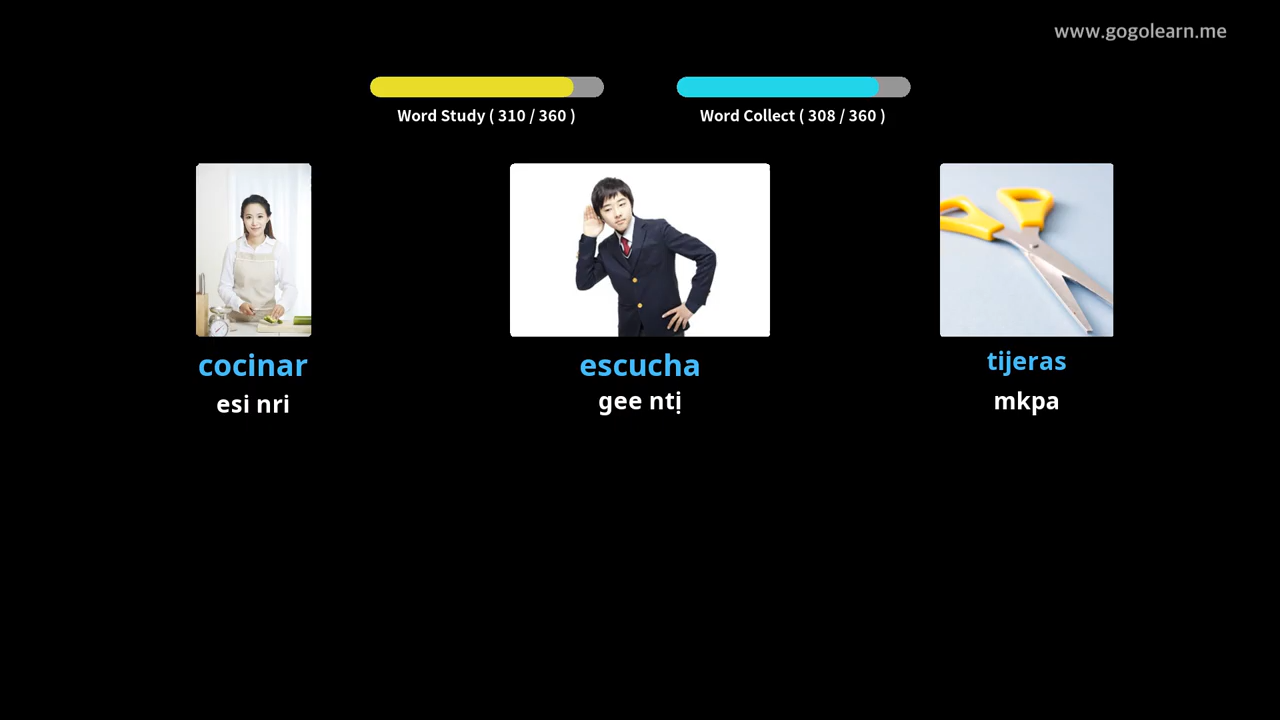 www.gogolearn.me
Word Study ( 310 / 360 )
Word Collect ( 308 / 360 )
cocinar
esi nri
escucha
gee ntị
tijeras
mkpa